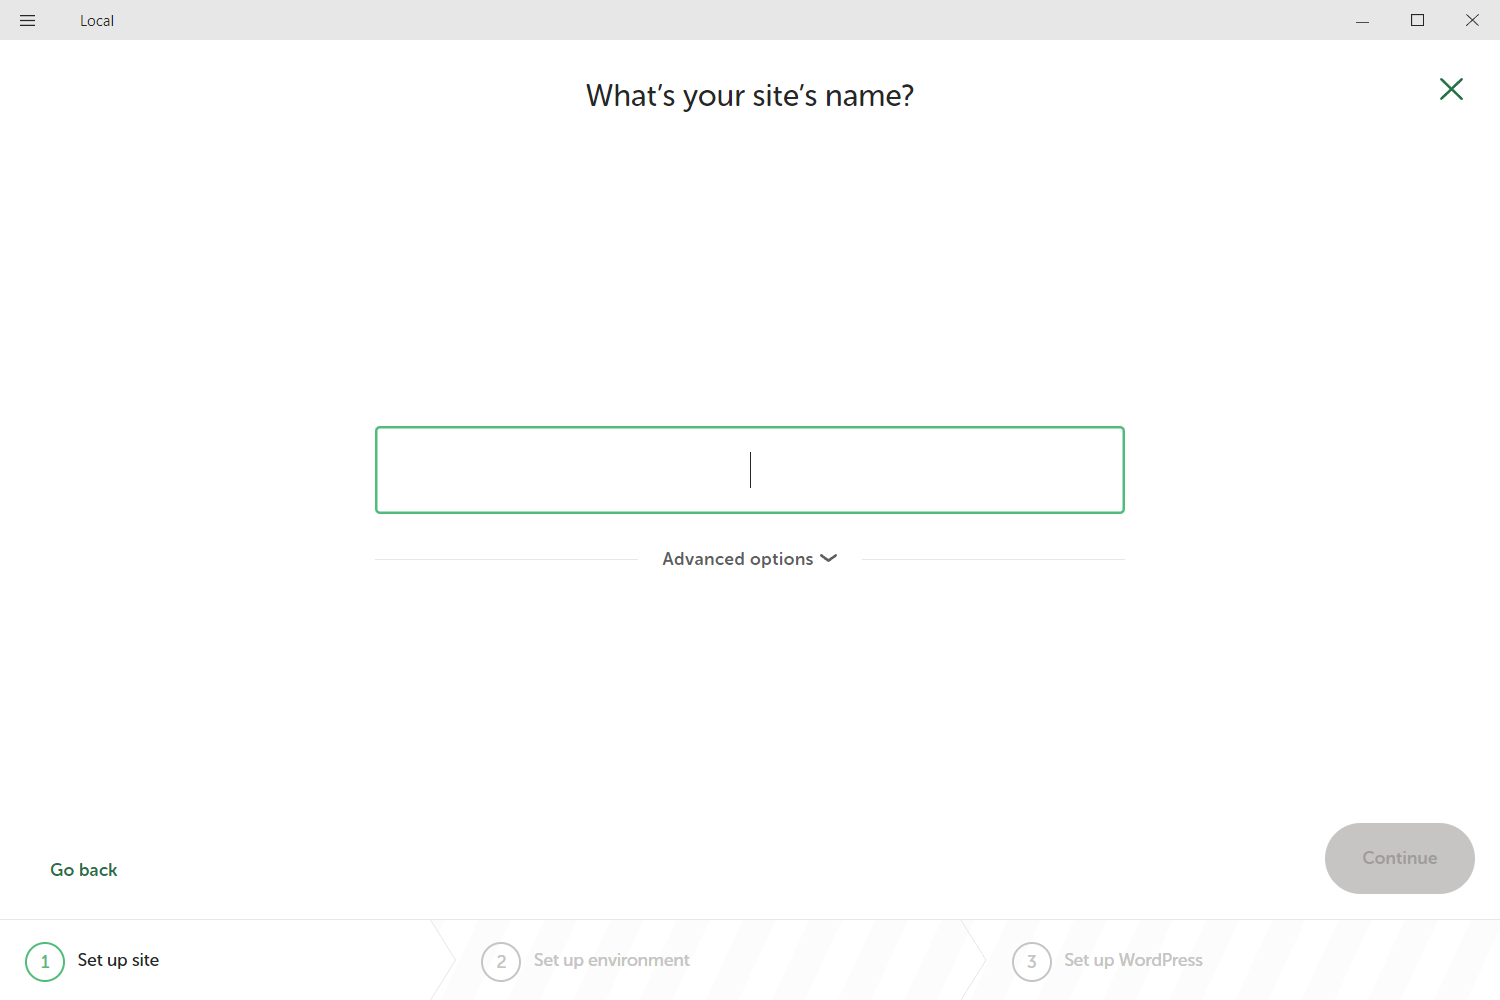 Local
What’s your site’s name?
Advanced options
Go back
Continue
1 Set up site
2 Set up environment
3 Set up WordPress